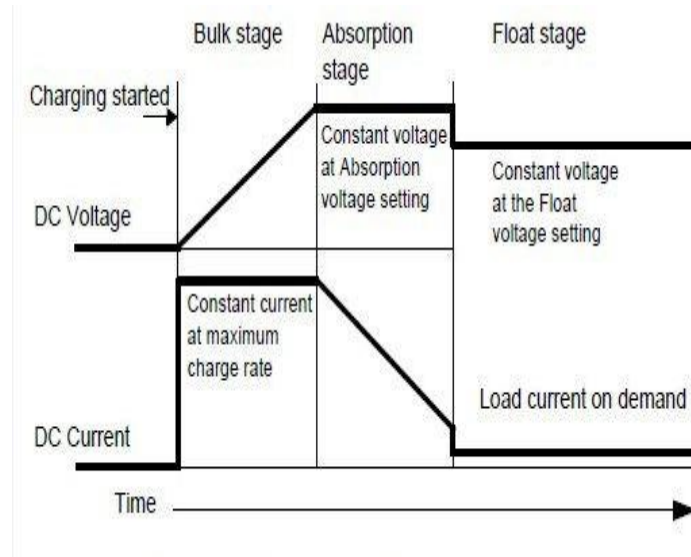 Bulk stage
Absorption
stage
Float stage
Charging started
Constant voltage
at Absorption
voltage setting
Constant voltage
at the Float
voltage setting
DC Voltage
Constant current
at maximum
charge rate
Load current on demand
DC Current
Time